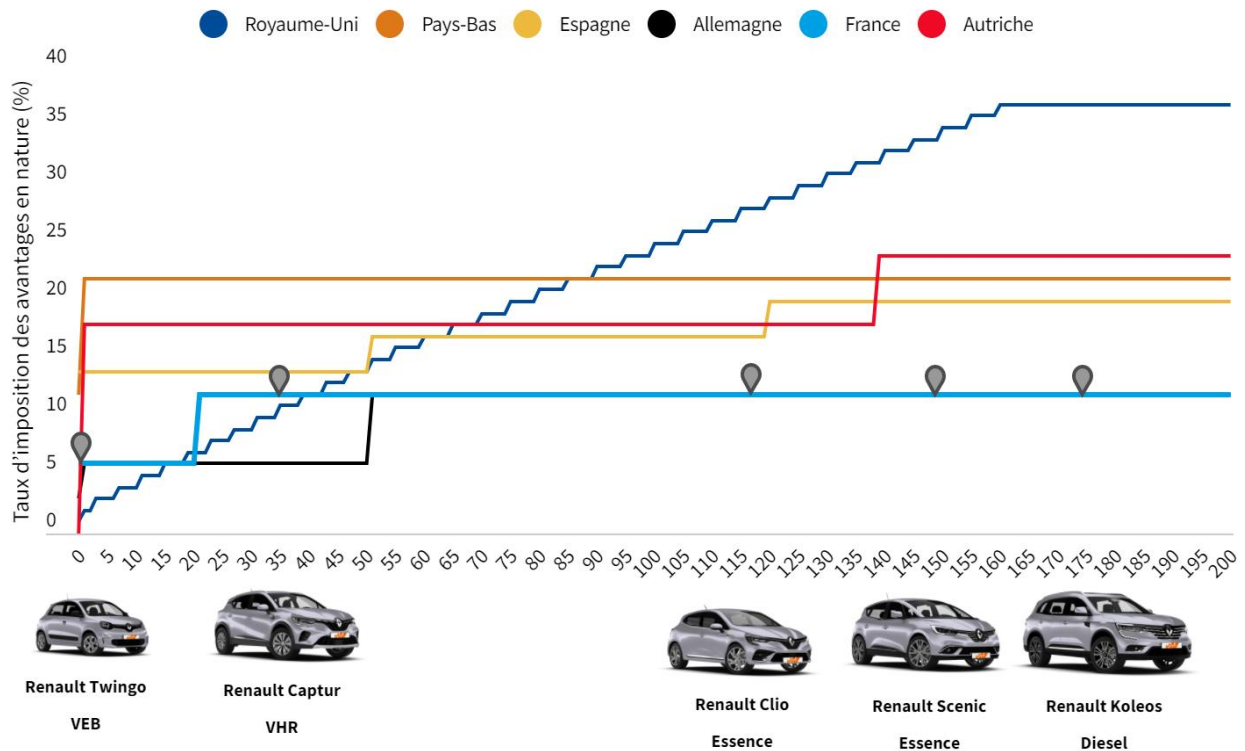 Royaume-Uni Pays-Bas Espagne Allemagne France Autriche
Taux d'imposition des avantages en nature (%)
40
35
30
25
20
15
10
5
0
0 5 10 15 20 25 30 35 40 45 50 55 60 65 70 75 80 85 90 95 100 105 110 115 120 125 130 135 140 145 150 155 160 165 170 175 180 185 190 195 200
Renault Twingo
VEB
Renault Captur
VHR
Renault Clio
Essence
Renault Scenic
Essence
Renault Koleos
Diesel